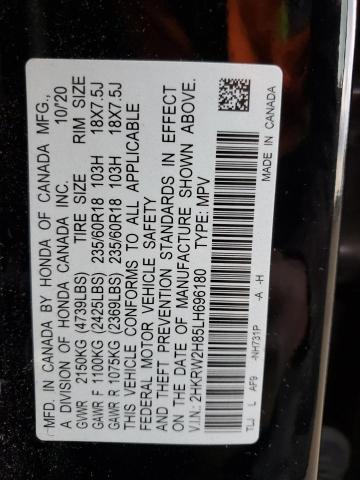 MFD. IN CANADA BY HONDA OF CANADA MFG.,
A DIVISION OF HONDA CANADA INC. 10/20
GVWR 2150KG (4739LBS) TIRE SIZE RIM SIZE
GAWR F 1100KG (2425LBS) 235/60R18 103H 18X7.5J
GAWR R 1075KG (2369LBS) 235/60R18 103H 18X7.5J
THIS VEHICLE CONFORMS TO ALL APPLICABLE
FEDERAL MOTOR VEHICLE SAFETY
AND THEFT PREVENTION STANDARDS IN EFFECT
ON THE DATE OF MANUFACTURE SHOWN ABOVE.
V.I.N.: 2HKRW2H85LH696180 TYPE: MPV
TLJ L AF9 -NH731P -A -H MADE IN CANADA